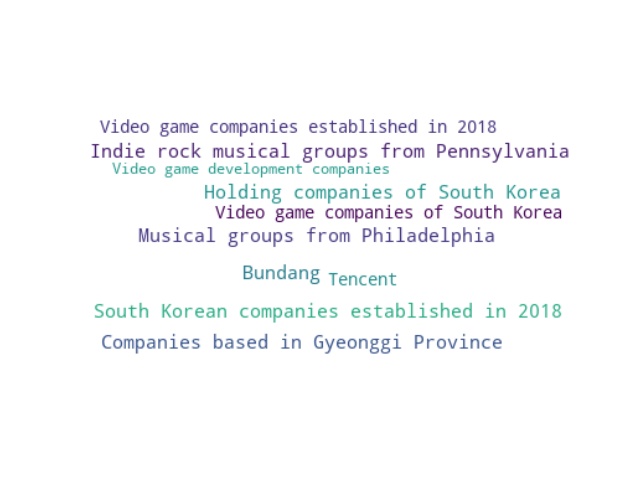 Video game companies established in 2018
Indie rock musical groups from Pennsylvania
Video game development companies
Holding companies of South Korea
Video game companies of South Korea
Musical groups from Philadelphia
Bundang
Tencent
South Korean companies established in 2018
Companies based in Gyeonggi Province